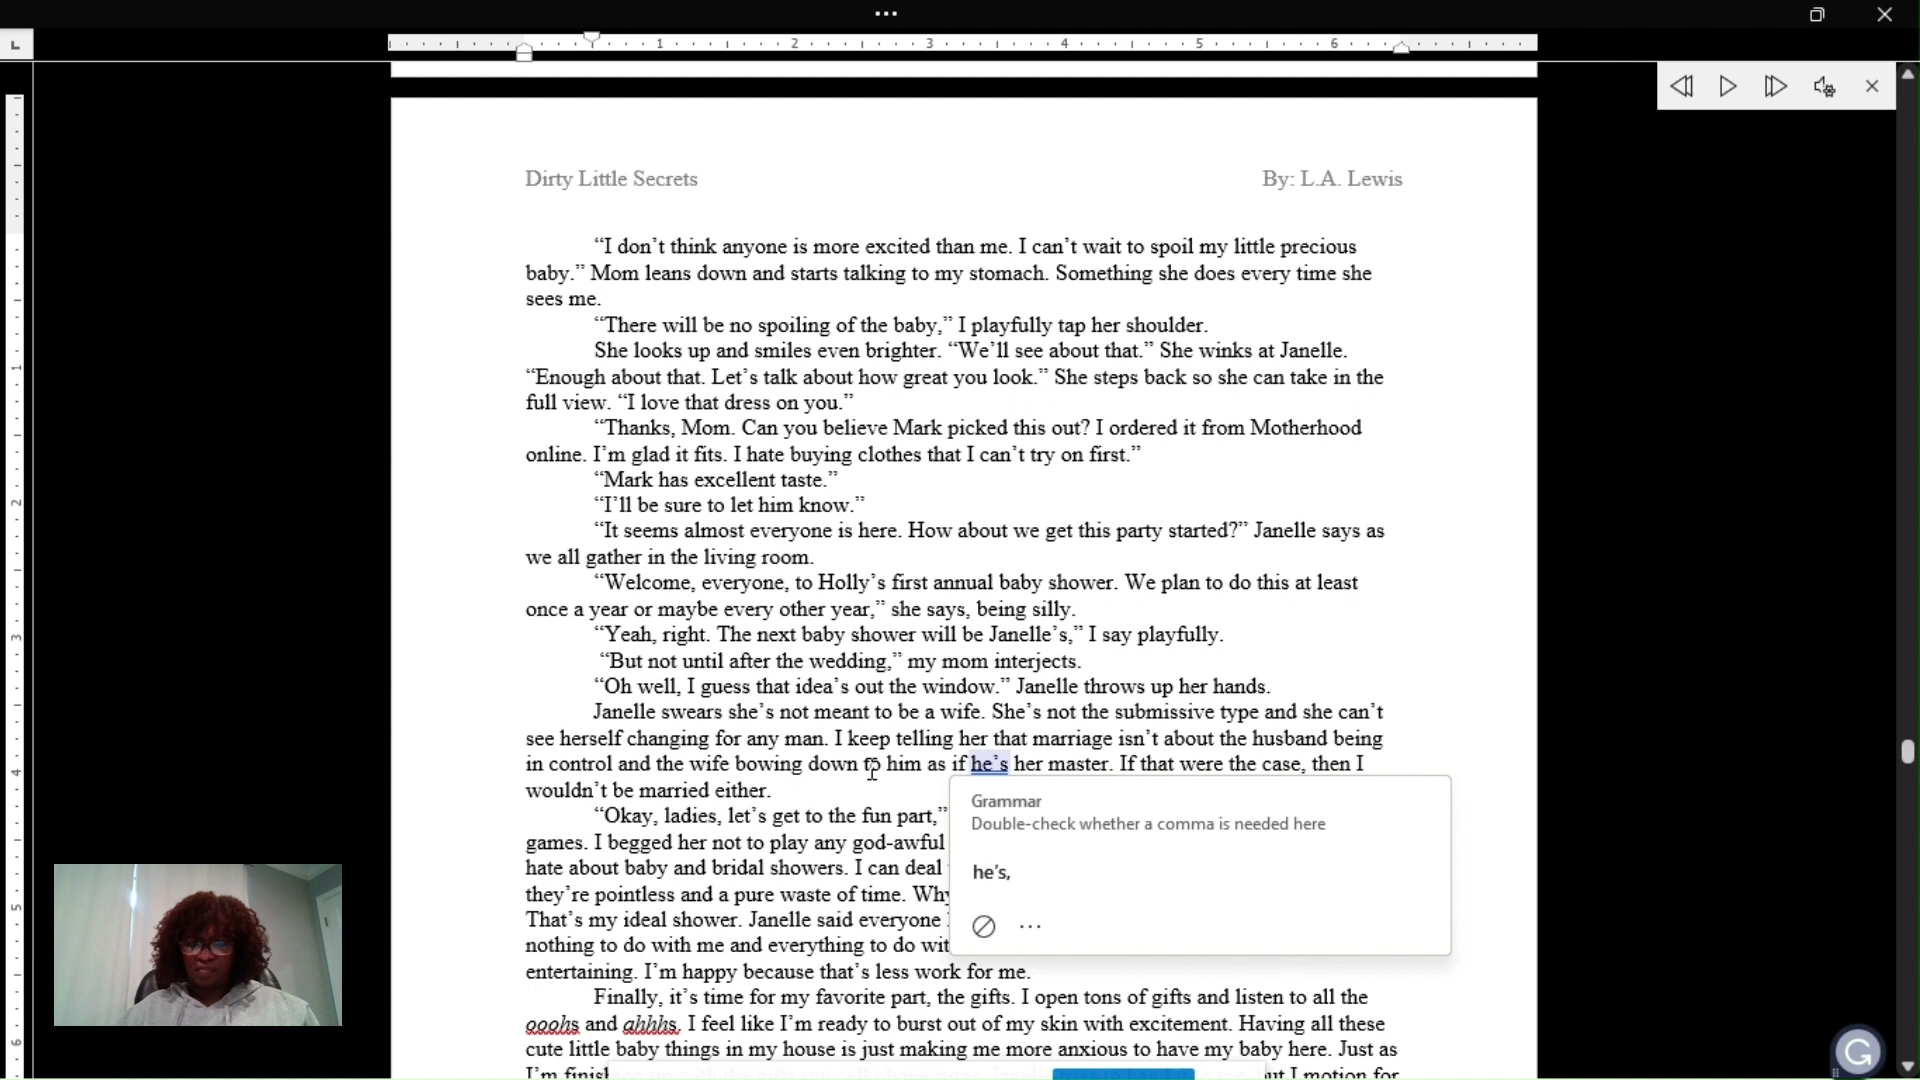 1 2 3 4 5 6
Dirty Little Secrets By: L.A. Lewis
“I don’t think anyone is more excited than me. I can’t wait to spoil my little precious
baby.” Mom leans down and starts talking to my stomach. Something she does every time she
sees me.
“There will be no spoiling of the baby,” I playfully tap her shoulder.
She looks up and smiles even brighter. “We’ll see about that.” She winks at Janelle.
“Enough about that. Let’s talk about how great you look.” She steps back so she can take in the
full view. “I love that dress on you.”
“Thanks, Mom. Can you believe Mark picked this out? I ordered it from Motherhood
online. I’m glad it fits. I hate buying clothes that I can’t try on first.”
“Mark has excellent taste.”
“I’ll be sure to let him know.”
“It seems almost everyone is here. How about we get this party started?” Janelle says as
we all gather in the living room.
“Welcome, everyone, to Holly’s first annual baby shower. We plan to do this at least
once a year or maybe every other year,” she says, being silly.
“Yeah, right. The next baby shower will be Janelle’s,” I say playfully.
“But not until after the wedding,” my mom interjects.
“Oh well, I guess that idea’s out the window.” Janelle throws up her hands.
Janelle swears she’s not meant to be a wife. She’s not the submissive type and she can’t
see herself changing for any man. I keep telling her that marriage isn’t about the husband being
in control and the wife bowing down to him as if he’s her master. If that were the case, then I
wouldn’t be married either.
“Okay, ladies, let’s get to the fun part,”
games. I begged her not to play any god-awful
hate about baby and bridal showers. I can deal
they’re pointless and a pure waste of time. Why
That’s my ideal shower. Janelle said everyone
nothing to do with me and everything to do wit
entertaining. I’m happy because that’s less work for me.
Grammar
Double-check whether a comma is needed here
he’s,
Finally, it’s time for my favorite part, the gifts. I open tons of gifts and listen to all the
ooohs and ahhhs. I feel like I’m ready to burst out of my skin with excitement. Having all these
cute little baby things in my house is just making me more anxious to have my baby here. Just as
I’m but I motion for